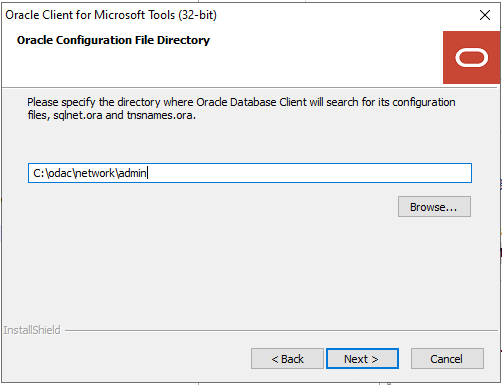 Oracle Client for Microsoft Tools (32-bit)
Oracle Configuration File Directory
Please specify the directory where Oracle Database Client will search for its configuration
files, sqlnet.ora and tnsnames.ora.
C:\odac\network\admin
Browse...
InstallShield
< Back
Next >
Cancel